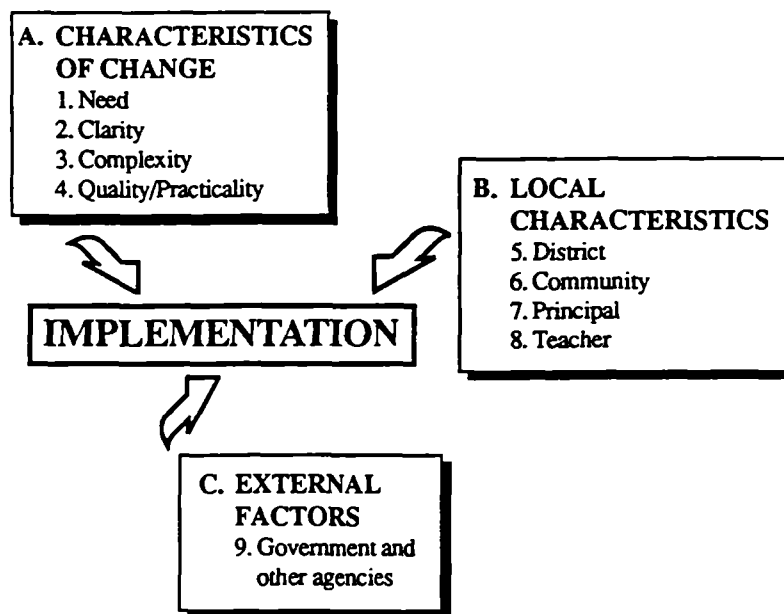 A. CHARACTERISTICS
OF CHANGE
1. Need
2. Clarity
3. Complexity
4. Quality/Practicality
B. LOCAL
CHARACTERISTICS
5. District
6. Community
7. Principal
8. Teacher
IMPLEMENTATION
C. EXTERNAL
FACTORS
9. Government and
other agencies